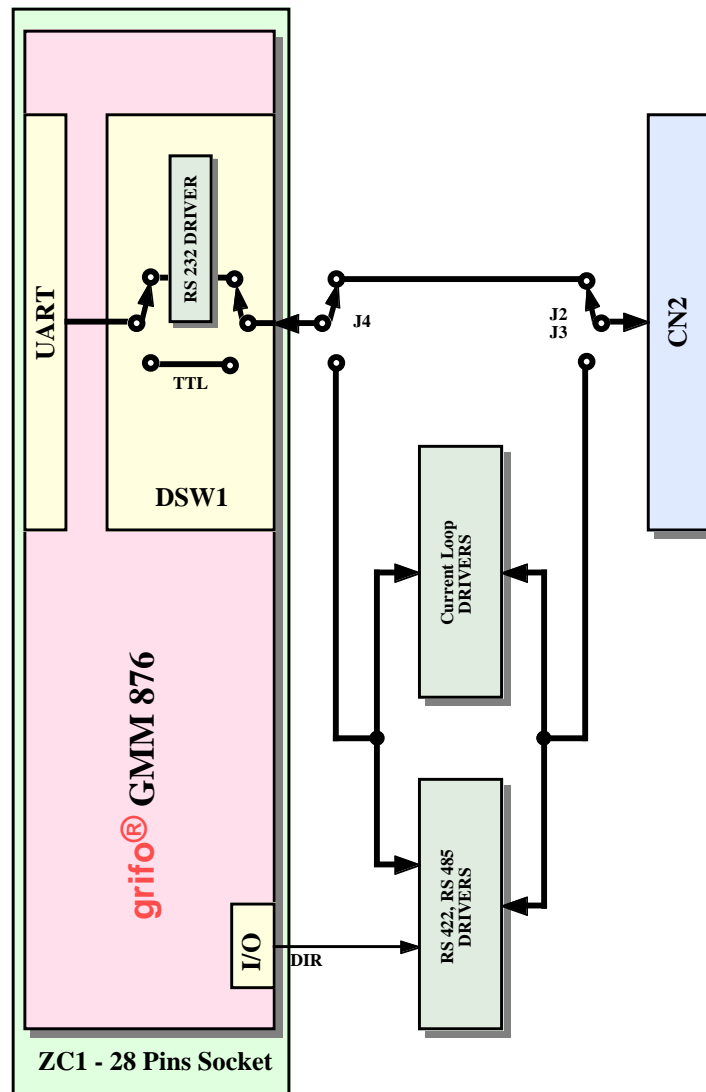 UART
RS 232 DRIVER
TTL
DSW1
J4
J2
J3
CN2
Current Loop
DRIVERS
grifo® GMM 876
RS 422, RS 485
DRIVERS
I/O
DIR
ZC1 - 28 Pins Socket